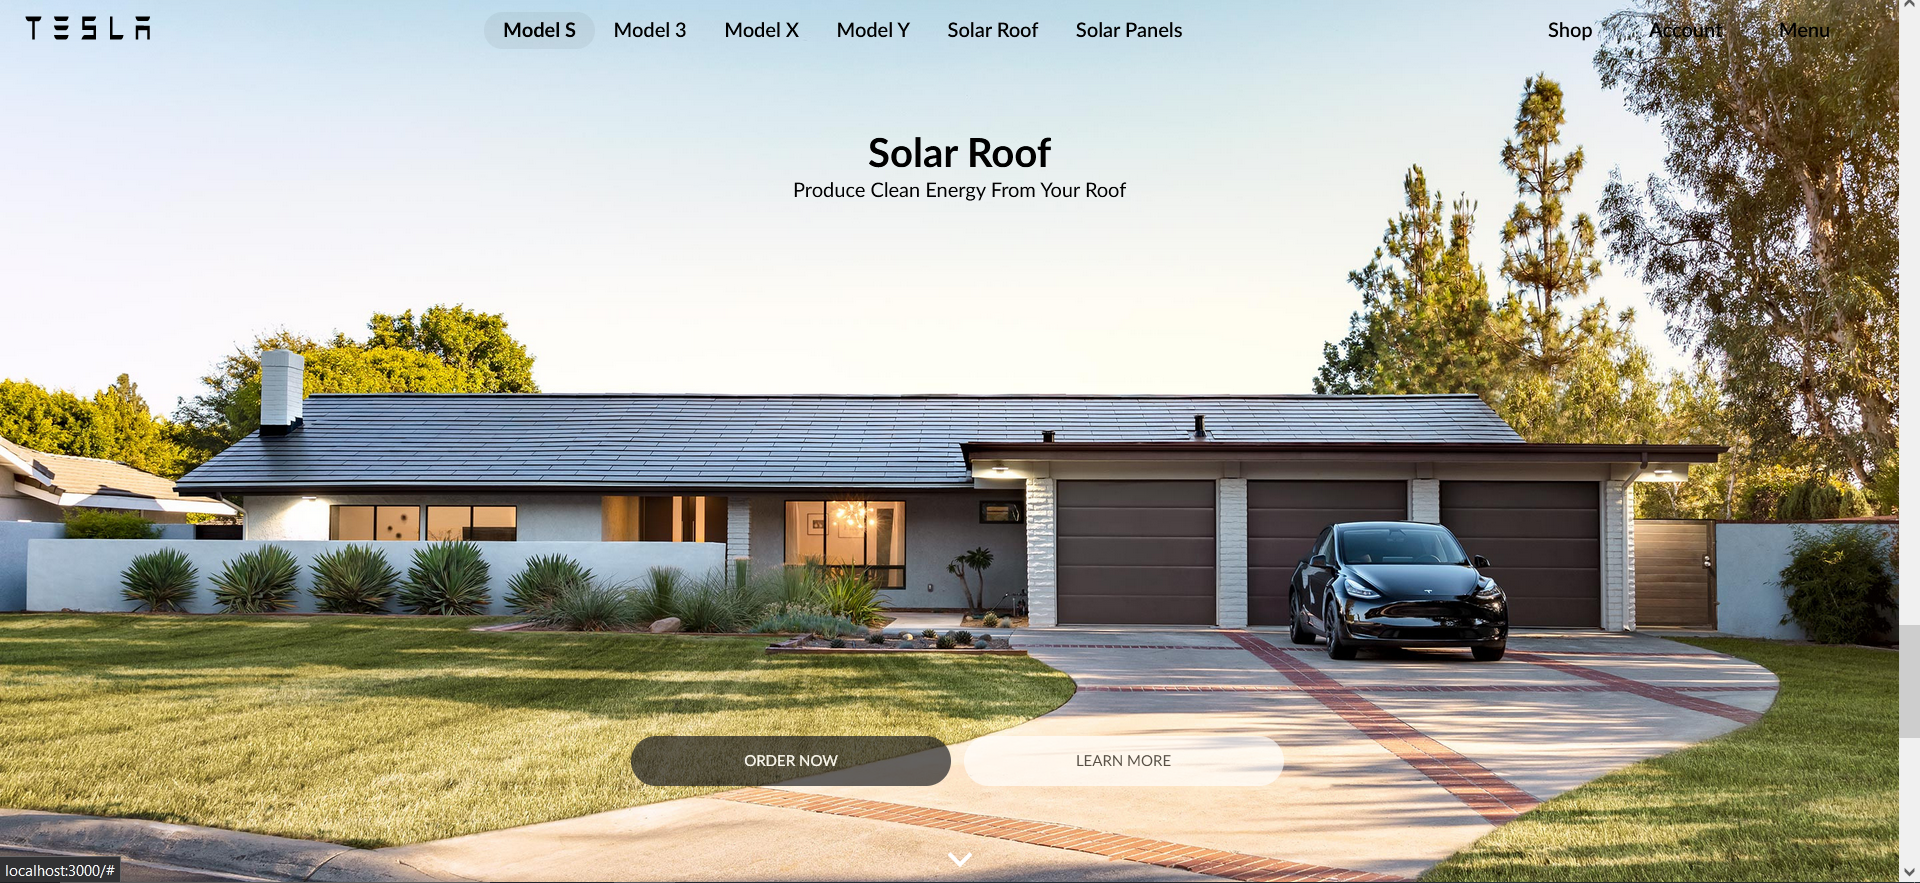 TESLA Model S Model 3 Model X Model Y Solar Roof Solar Panels Shop Account Menu
Solar Roof
Produce Clean Energy From Your Roof
ORDER NOW LEARN MORE
localhost:3000/#